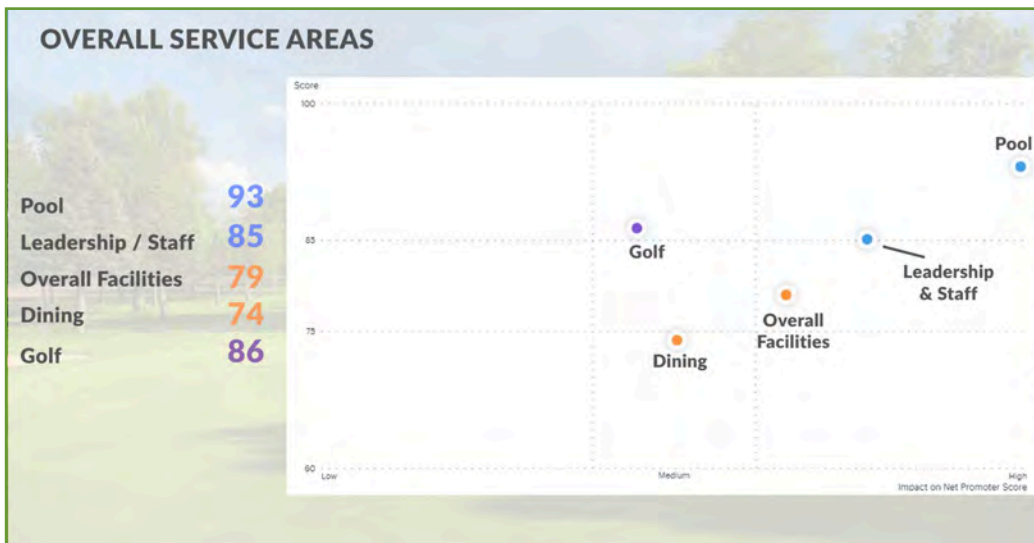 OVERALL SERVICE AREAS
Pool 93
Leadership / Staff 85
Overall Facilities 79
Dining 74
Golf 86
Score
100
85
75
60
Pool
Golf
Leadership
& Staff
Overall
Facilities
Dining
Low
Medium
High
Impact on Net Promoter Score